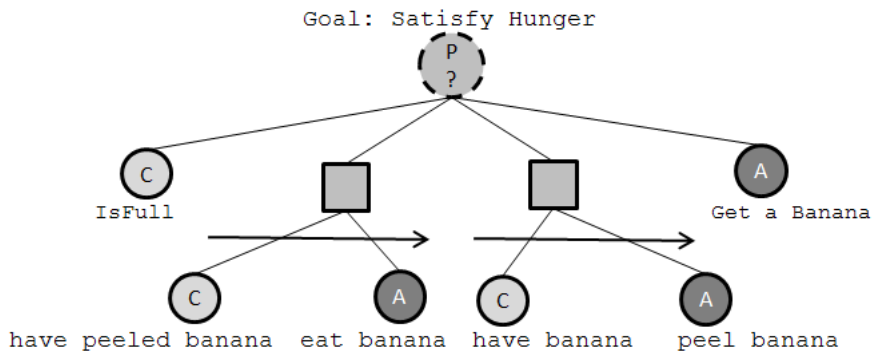 Goal: Satisfy Hunger
P
?
C
A
IsFull
Get a Banana
C
A
C
A
have peeled banana
eat banana
have banana
peel banana